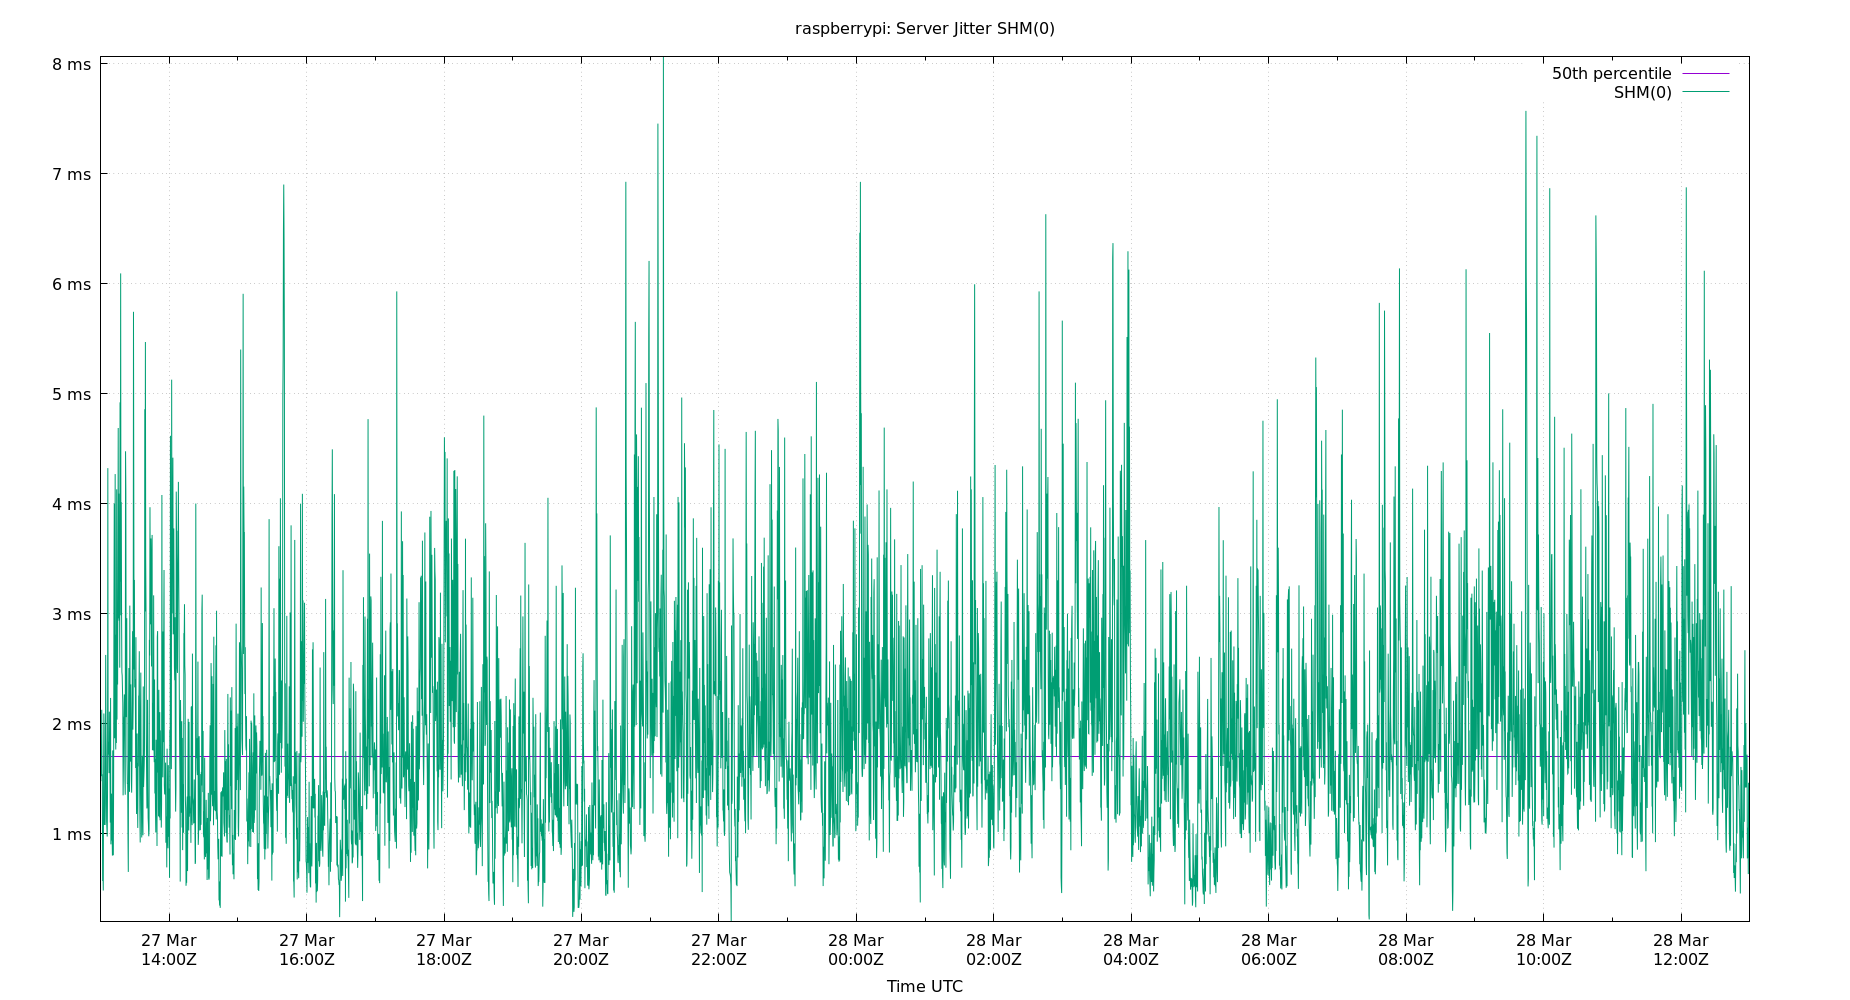 raspberrypi: Server Jitter SHM(0)
8 ms
50th percentile
SHM(0)
7 ms
6 ms
5 ms
4 ms
3 ms
2 ms
1 ms
27 Mar 27 Mar 27 Mar 27 Mar 27 Mar 28 Mar 28 Mar 28 Mar 28 Mar 28 Mar 28 Mar 28 Mar
14:00Z 16:00Z 18:00Z 20:00Z 22:00Z 00:00Z 02:00Z 04:00Z 06:00Z 08:00Z 10:00Z 12:00Z
Time UTC